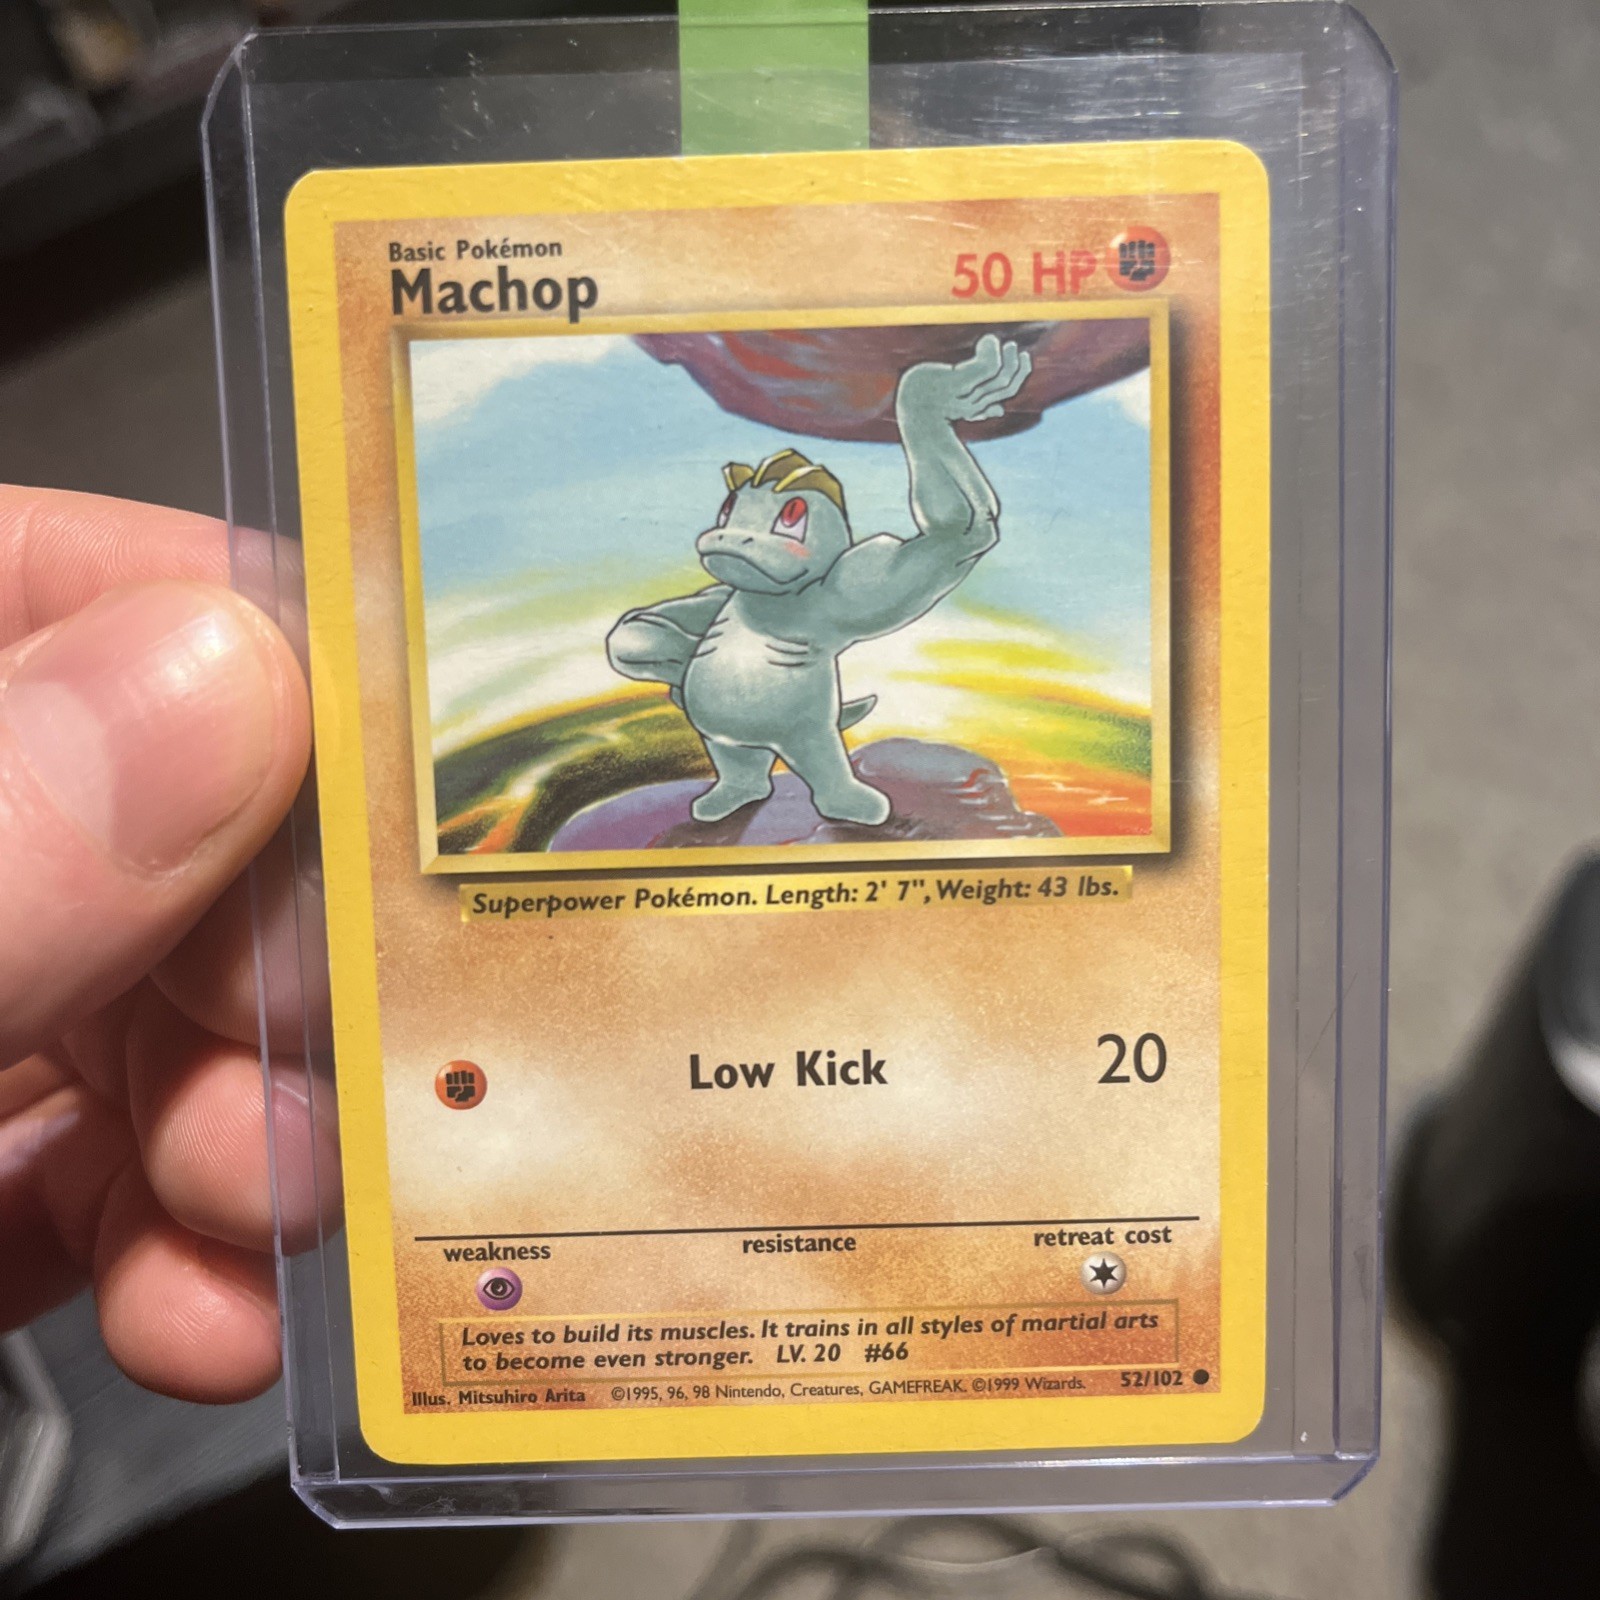 Basic Pokémon
Machop
50 HP
Superpower Pokémon. Length: 2' 7", Weight: 43 lbs.
Low Kick 20
weakness resistance retreat cost
Loves to build its muscles. It trains in all styles of martial arts
to become even stronger. LV. 20 #66
Illus. Mitsuhiro Arita ©1995, 96, 98 Nintendo, Creatures, GAMEFREAK. ©1999 Wizards. 52/102